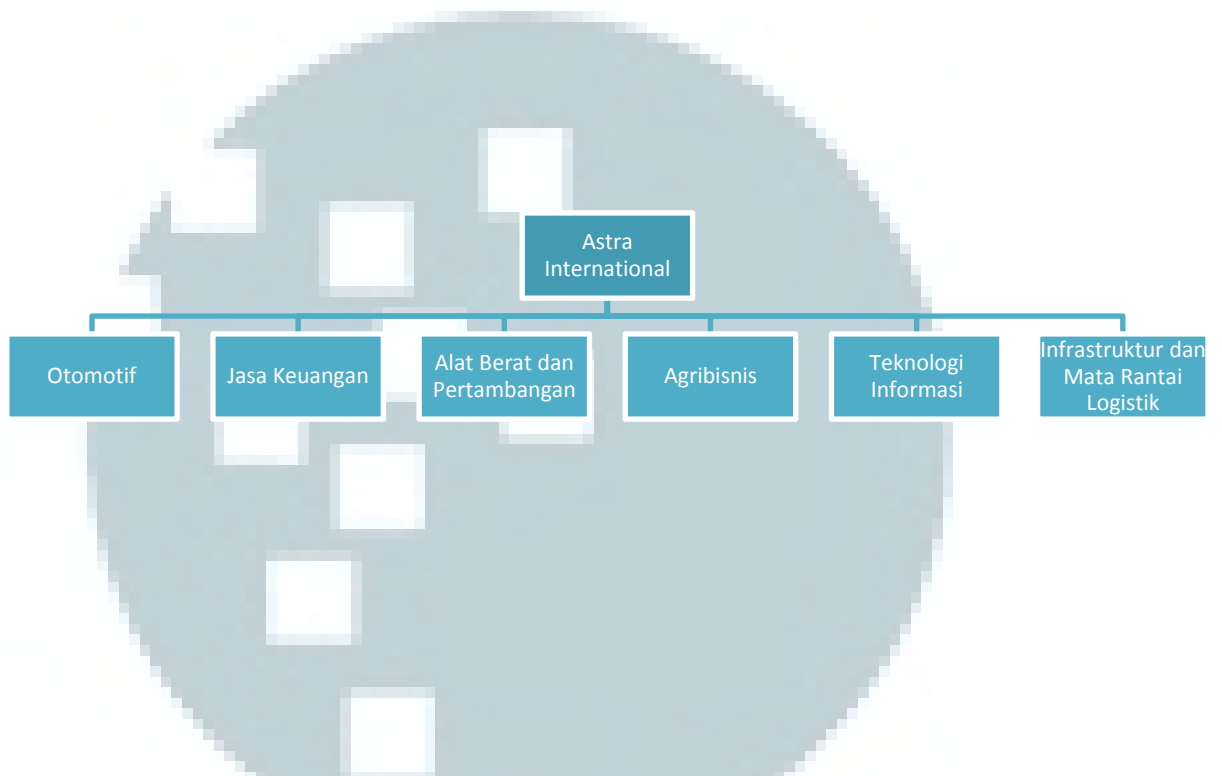 Astra
International
Otomotif
Jasa Keuangan
Alat Berat dan
Pertambangan
Agribisnis
Teknologi
Informasi
Infrastruktur dan
Mata Rantai
Logistik